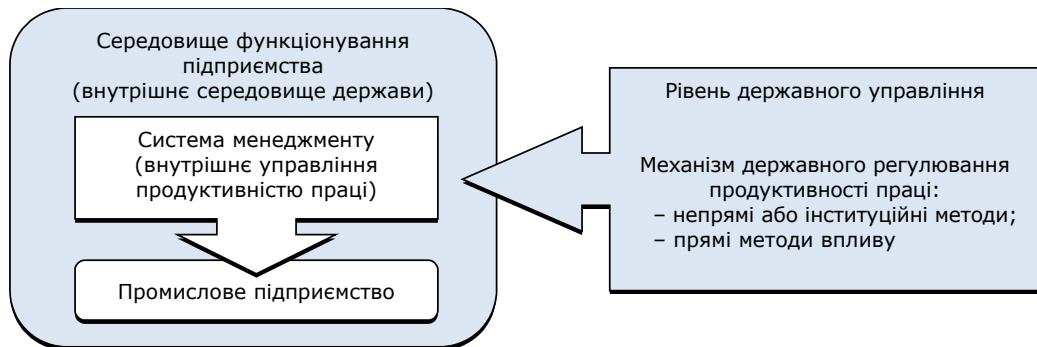 Середовище функціонування
підприємства
(внутрішнє середовище держави)
Система менеджменту
(внутрішнє управління
продуктивністю праці)
Промислове підприємство
Рівень державного управління
Механізм державного регулювання
продуктивності праці:
– непрямі або інституційні методи;
– прямі методи впливу